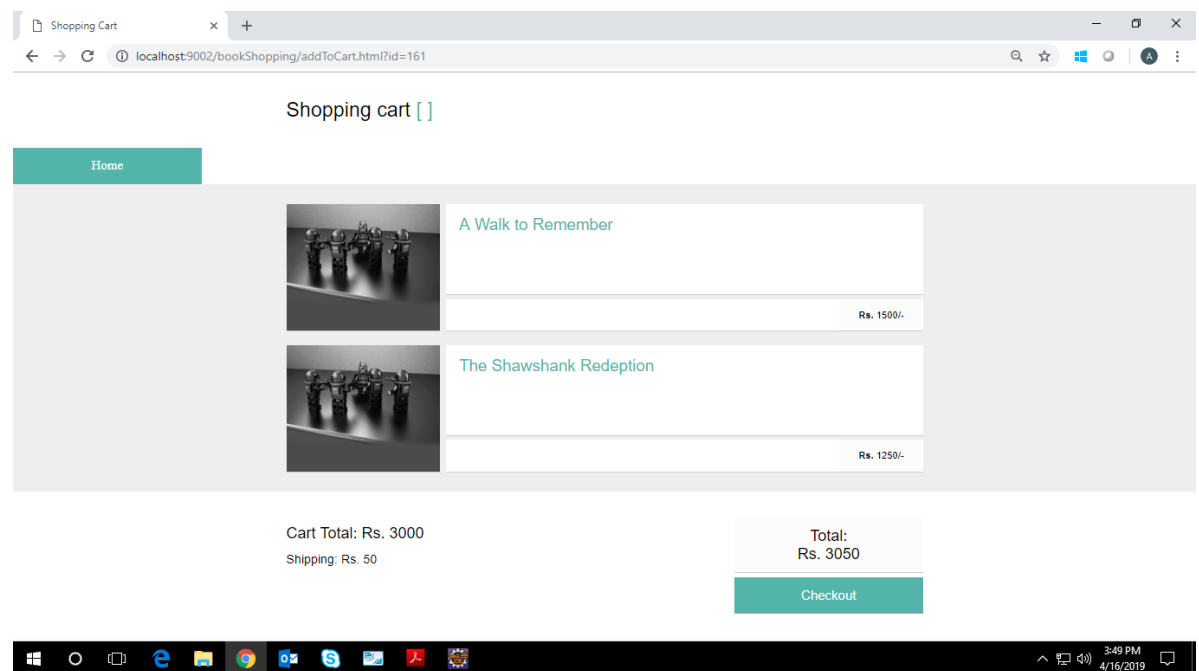 Shopping Cart
localhost:9002/bookShopping/addToCart.html?id=161
A
Shopping cart [ ]
Home
A Walk to Remember
Rs. 1500/-
The Shawshank Redeption
Rs. 1250/-
Cart Total: Rs. 3000
Shipping: Rs. 50
Total:
Rs. 3050
Checkout
3:49 PM
4/16/2019